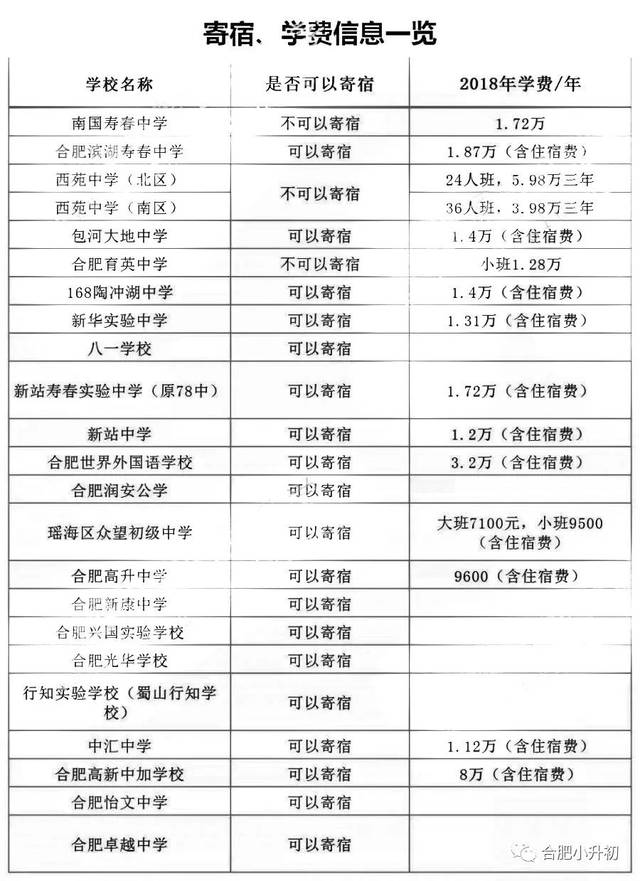 寄宿、学费信息一览
学校名称 是否可以寄宿 2018年学费/年
南国寿春中学 不可以寄宿 1.72万
合肥滨湖寿春中学 可以寄宿 1.87万（含住宿费）
西苑中学（北区） 24人班，5.98万三年
不可以寄宿
西苑中学（南区） 36人班，3.98万三年
包河大地中学 可以寄宿 1.4万（含住宿费）
合肥育英中学 不可以寄宿 小班1.28万
168陶冲湖中学 可以寄宿 1.4万（含住宿费）
新华实验中学 可以寄宿 1.31万（含住宿费）
八一学校 可以寄宿
新站寿春实验中学（原78中） 可以寄宿 1.72万（含住宿费）
新站中学 可以寄宿 1.2万（含住宿费）
合肥世界外国语学校 可以寄宿 3.2万（含住宿费）
合肥润安公学 可以寄宿
瑶海区众望初级中学 可以寄宿 大班7100元，小班9500
（含住宿费）
合肥高升中学 可以寄宿 9600（含住宿费）
合肥新康中学 可以寄宿
合肥兴国实验学校 可以寄宿
合肥光华学校 可以寄宿
行知实验学校（蜀山行知学
校） 可以寄宿
中汇中学 可以寄宿 1.12万（含住宿费）
合肥高新中加学校 可以寄宿 8万（含住宿费）
合肥怡文中学 可以寄宿
合肥卓越中学 可以寄宿
合肥小升初